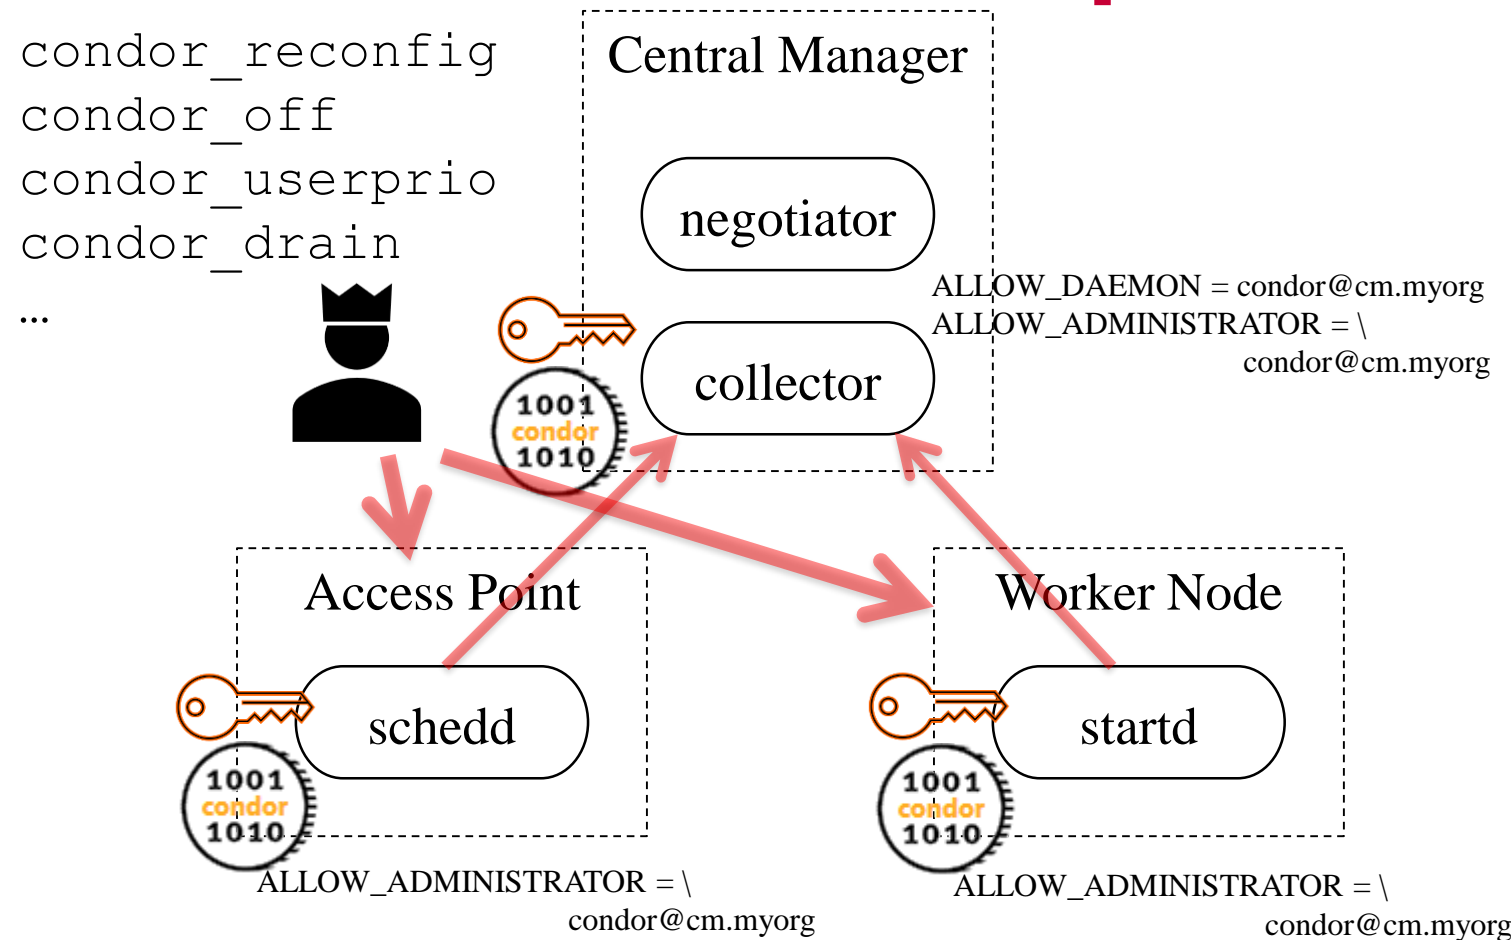 condor_reconfig
condor_off
condor_userprio
condor_drain
...
Central Manager
negotiator
ALLOW_DAEMON = condor@cm.myorg
ALLOW_ADMINISTRATOR = \
condor@cm.myorg
collector
1001
condor
1010
Access Point
schedd
1001
condor
1010
ALLOW_ADMINISTRATOR = \
condor@cm.myorg
Worker Node
startd
1001
condor
1010
ALLOW_ADMINISTRATOR = \
condor@cm.myorg